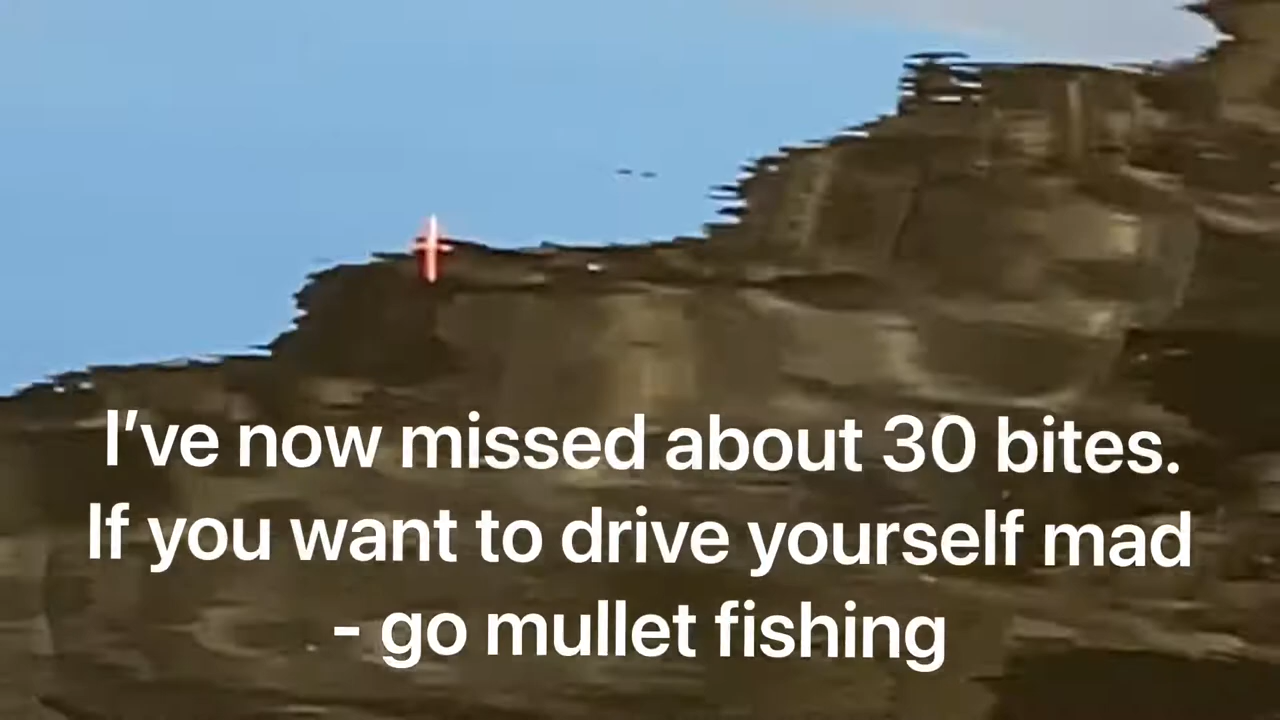 I've now missed about 30 bites.
If you want to drive yourself mad
- go mullet fishing